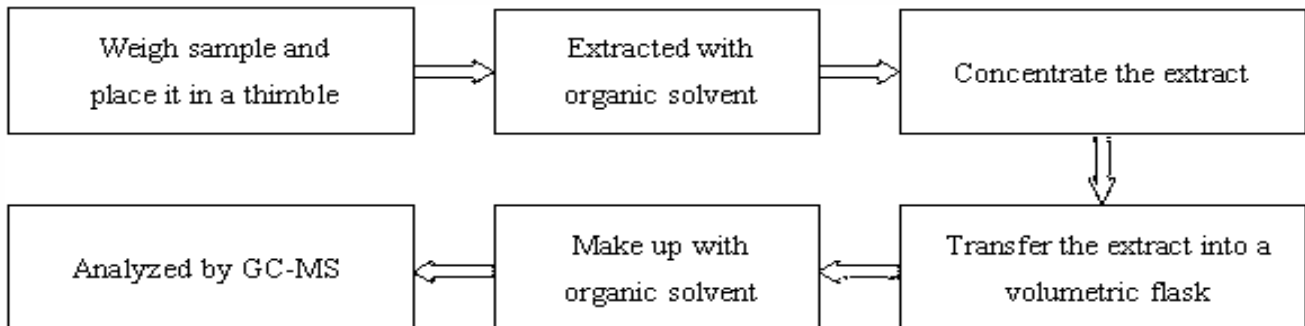 Weigh sample and
place it in a thimble
Extracted with
organic solvent
Concentrate the extract
Transfer the extract into a
volumetric flask
Make up with
organic solvent
Analyzed by GC-MS